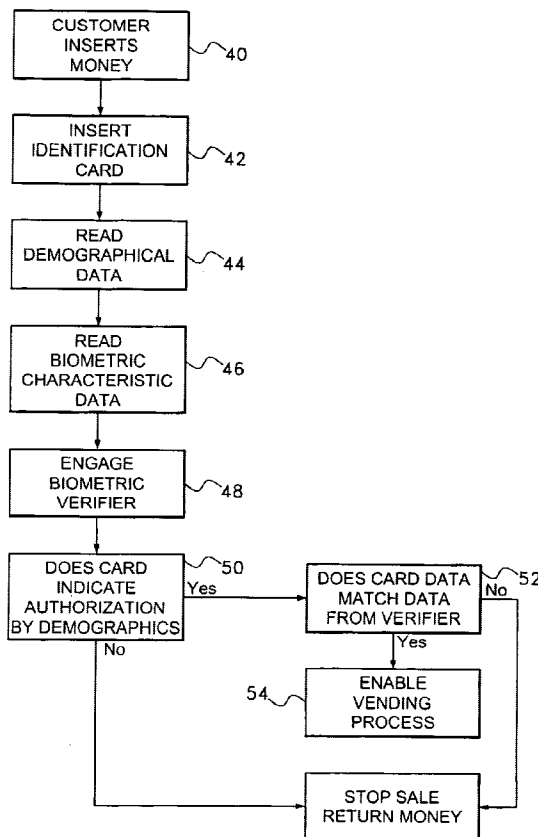 CUSTOMER
INSERTS
MONEY
40
INSERT
IDENTIFICATION
CARD
42
READ
DEMOGRAPHICAL
DATA
44
READ
BIOMETRIC
CHARACTERISTIC
DATA
46
ENGAGE
BIOMETRIC
VERIFIER
48
DOES CARD
INDICATE
AUTHORIZATION
BY DEMOGRAPHICS
50
Yes
No
DOES CARD DATA
MATCH DATA
FROM VERIFIER
52
No
Yes
54
ENABLE
VENDING
PROCESS
STOP SALE
RETURN MONEY